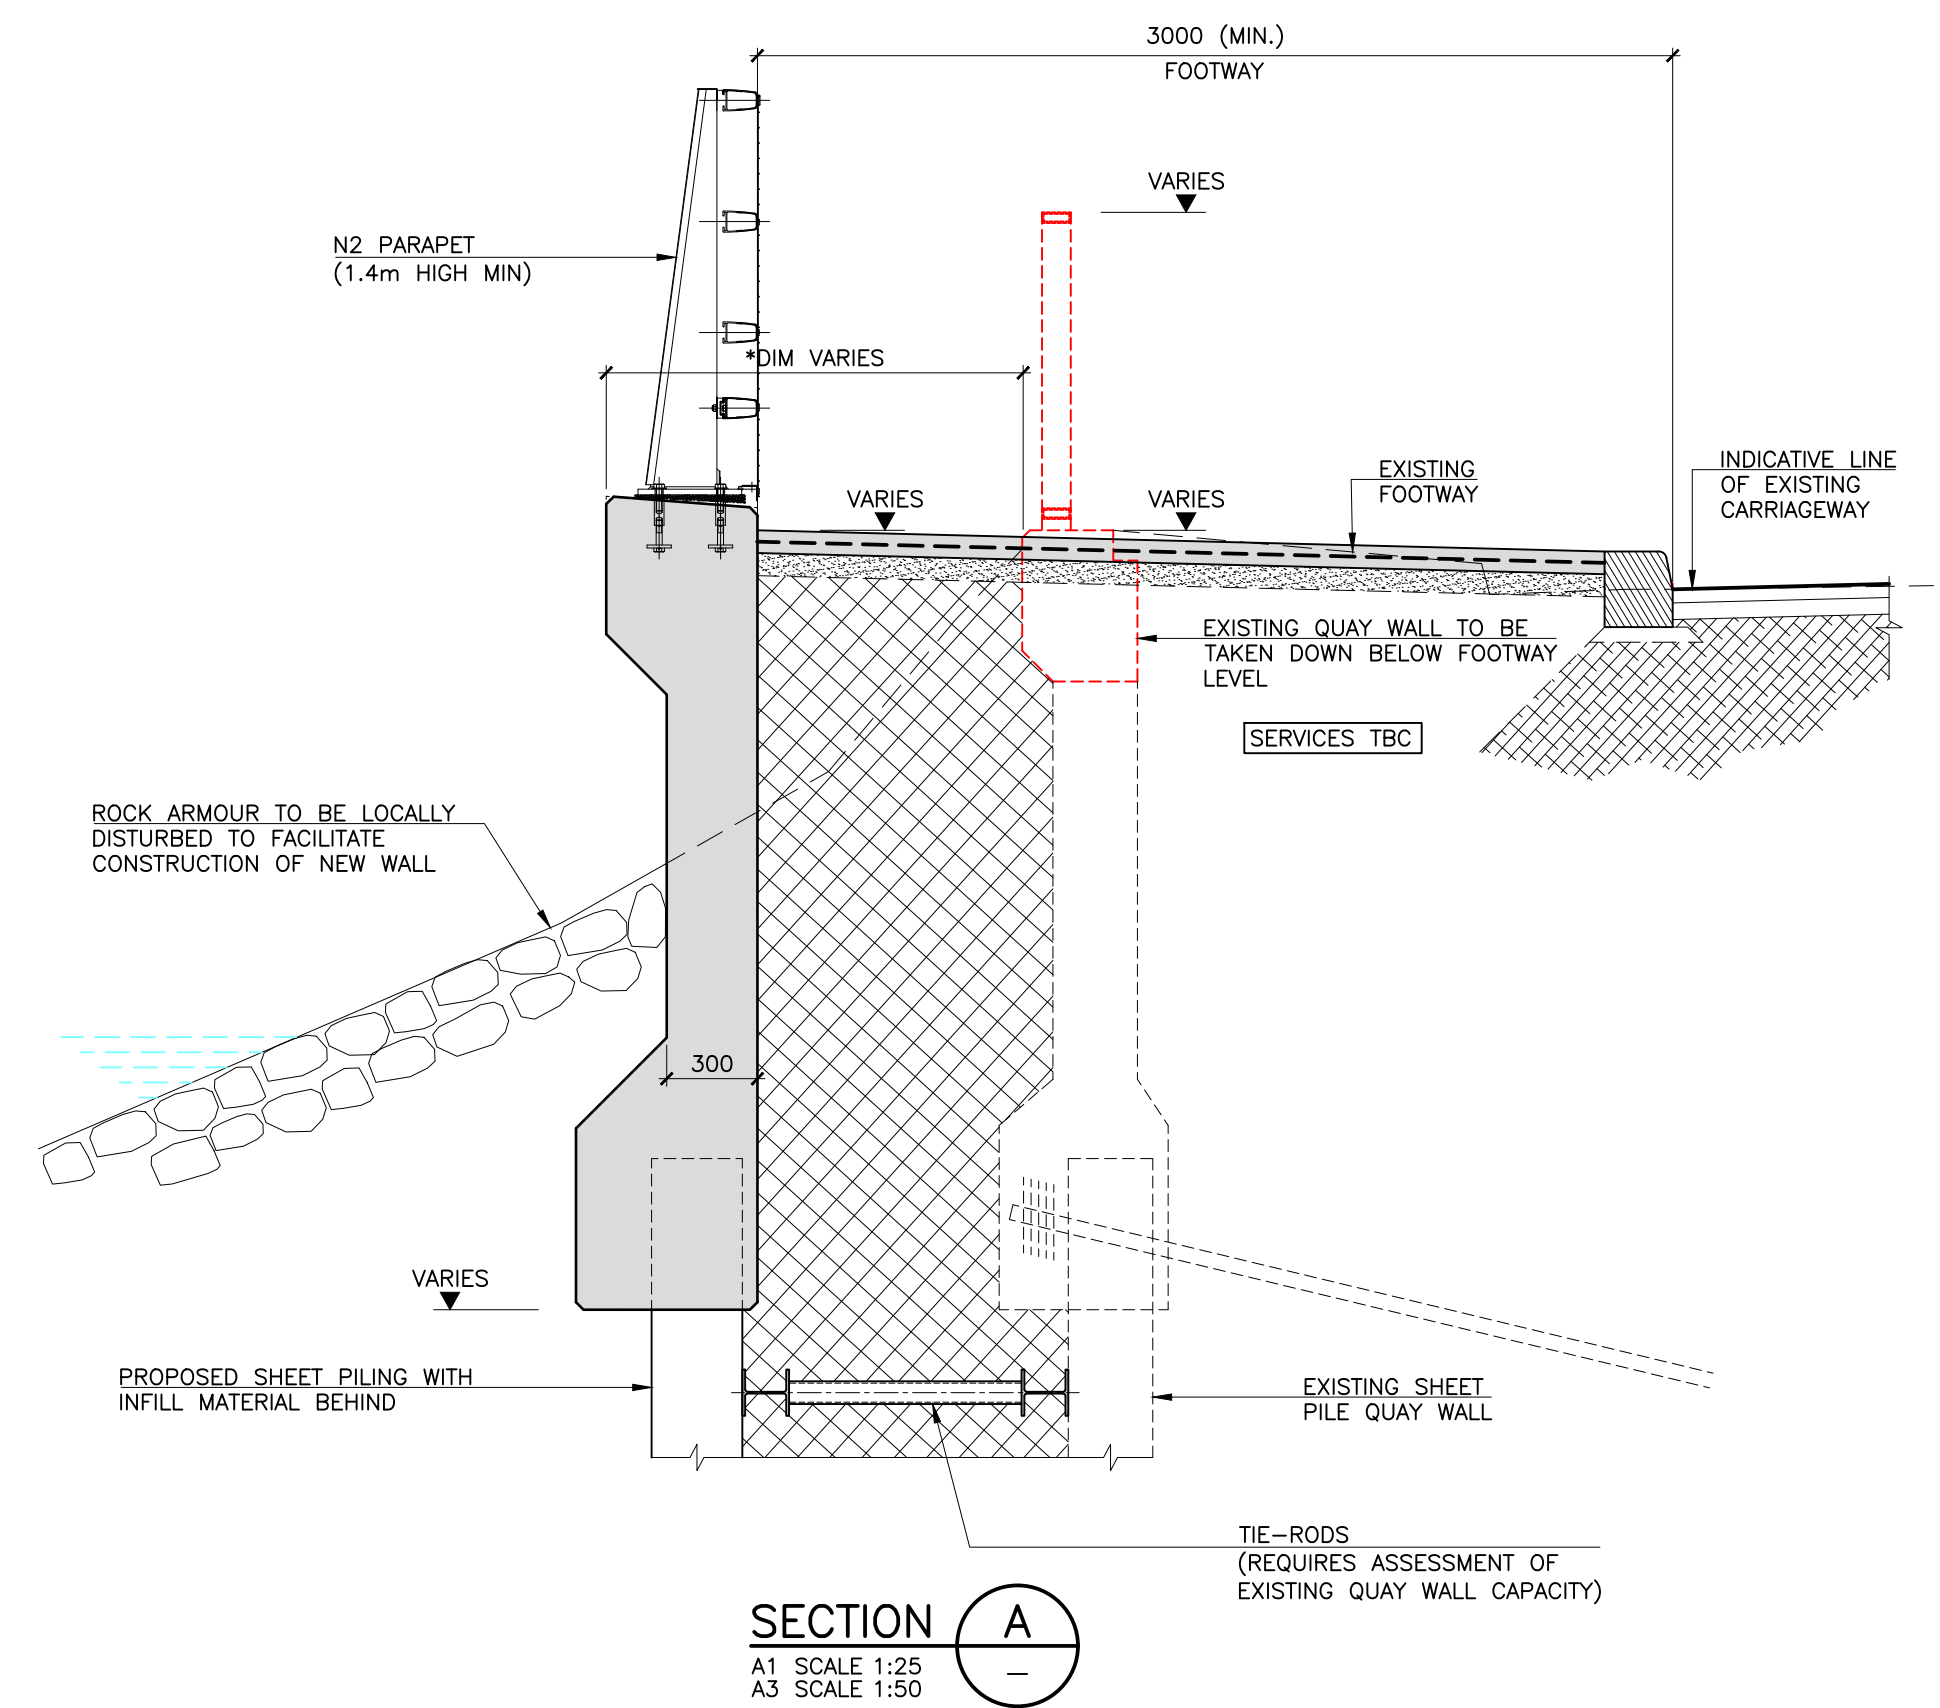 3000 (MIN.)
FOOTWAY
VARIES
N2 PARAPET
(1.4m HIGH MIN)
*DIM VARIES
VARIES
VARIES
EXISTING
FOOTWAY
INDICATIVE LINE
OF EXISTING
CARRIAGEWAY
EXISTING QUAY WALL TO BE
TAKEN DOWN BELOW FOOTWAY
LEVEL
SERVICES TBC
ROCK ARMOUR TO BE LOCALLY
DISTURBED TO FACILITATE
CONSTRUCTION OF NEW WALL
300
VARIES
PROPOSED SHEET PILING WITH
INFILL MATERIAL BEHIND
EXISTING SHEET
PILE QUAY WALL
TIE-RODS
(REQUIRES ASSESSMENT OF
EXISTING QUAY WALL CAPACITY)
SECTION A
A1 SCALE 1:25 -
A3 SCALE 1:50